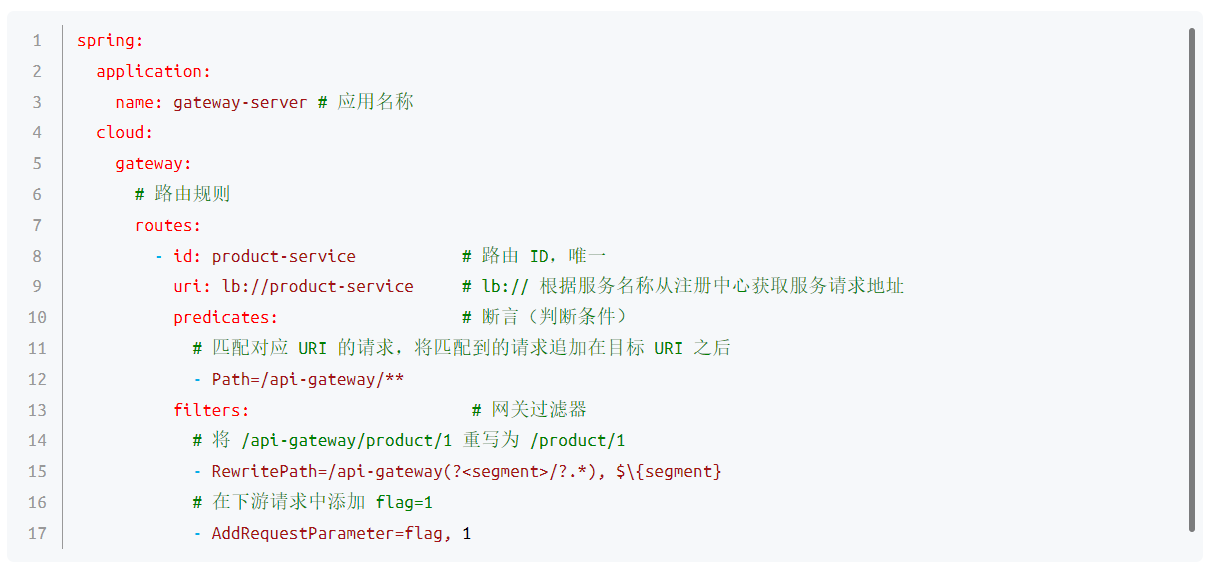 1 spring:
2 application:
3 name: gateway-server # 应用名称
4 cloud:
5 gateway:
6 # 路由规则
7 routes:
8 - id: product-service # 路由 ID，唯一
9 uri: lb://product-service # lb:// 根据服务名称从注册中心获取服务请求地址
10 predicates: # 断言（判断条件）
11 # 匹配对应 URI 的请求，将匹配到的请求追加在目标 URI 之后
12 - Path=/api-gateway/**
13 filters: # 网关过滤器
14 # 将 /api-gateway/product/1 重写为 /product/1
15 - RewritePath=/api-gateway(?<segment>/?.*), $\{segment}
16 # 在下游请求中添加 flag=1
17 - AddRequestParameter=flag, 1